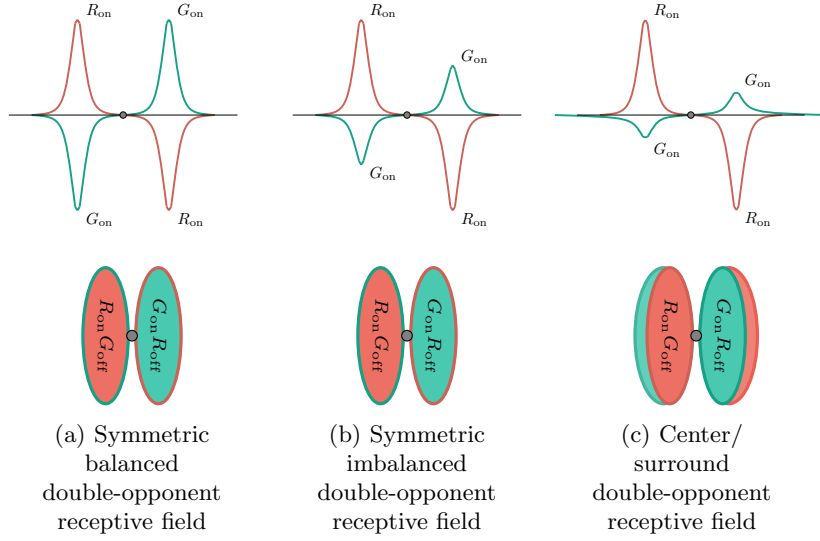 R_on
G_on
G_on
R_on
R_on
G_on
G_on
R_on
R_on
G_on
G_on
R_on
R_on G_off
G_on R_off
R_on G_off
G_on R_off
R_on G_off
G_on R_off
(a) Symmetric
balanced
double-opponent
receptive field
(b) Symmetric
imbalanced
double-opponent
receptive field
(c) Center/
surround
double-opponent
receptive field